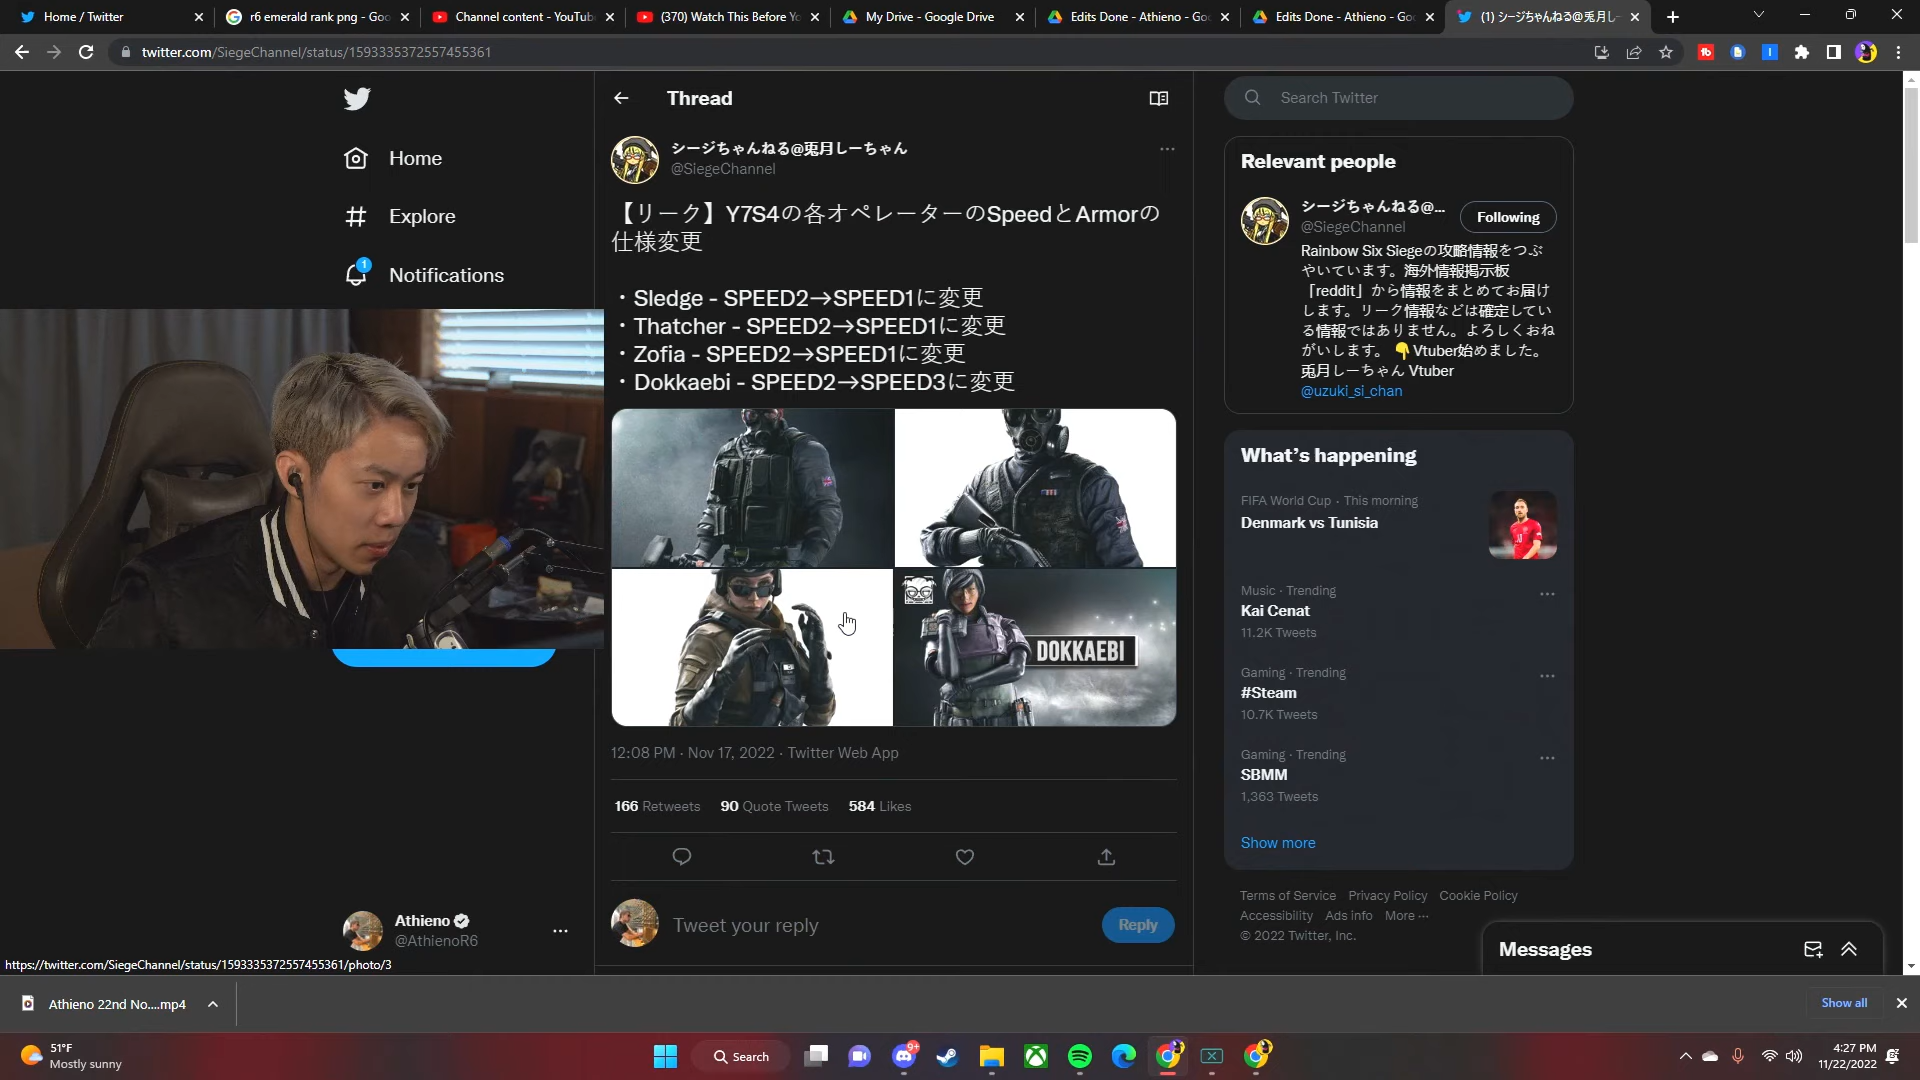 Home / Twitter
r6 emerald rank png - Goo
Channel content - YouTub
(370) Watch This Before Yo
My Drive - Google Drive
Edits Done - Athieno - Goo
Edits Done - Athieno - Goo
(1) シージちゃんねる@兎月し
twitter.com/SiegeChannel/status/1593335372557455361
Home
Explore
1
Notifications
Thread
シージちゃんねる@兎月しーちゃん
@SiegeChannel
【リーク】Y7S4の各オペレーターのSpeedとArmorの
仕様変更
・Sledge - SPEED2→SPEED1に変更
・Thatcher - SPEED2→SPEED1に変更
・Zofia - SPEED2→SPEED1に変更
・Dokkaebi - SPEED2→SPEED3に変更
DOKKAEBI
12:08 PM · Nov 17, 2022 · Twitter Web App
166 Retweets 90 Quote Tweets 584 Likes
Tweet your reply
Reply
Athieno
@AthienoR6
Search Twitter
Relevant people
シージちゃんねる@...
@SiegeChannel
Following
Rainbow Six Siegeの攻略情報をつぶ
やいています。海外情報掲示板
「reddit」から情報をまとめてお届け
します。リーク情報などは確定してい
る情報ではありません。よろしくおね
がいします。 👇Vtuber始めました。
兎月しーちゃん Vtuber
@uzuki_si_chan
What's happening
FIFA World Cup · This morning
Denmark vs Tunisia
Music · Trending
Kai Cenat
11.2K Tweets
Gaming · Trending
#Steam
10.7K Tweets
Gaming · Trending
SBMM
1,363 Tweets
Show more
Terms of Service Privacy Policy Cookie Policy
Accessibility Ads info More ···
© 2022 Twitter, Inc.
Messages
https://twitter.com/SiegeChannel/status/1593335372557455361/photo/3
Athieno 22nd No....mp4
Show all
51°F
Mostly sunny
Search
9+
4:27 PM
11/22/2022